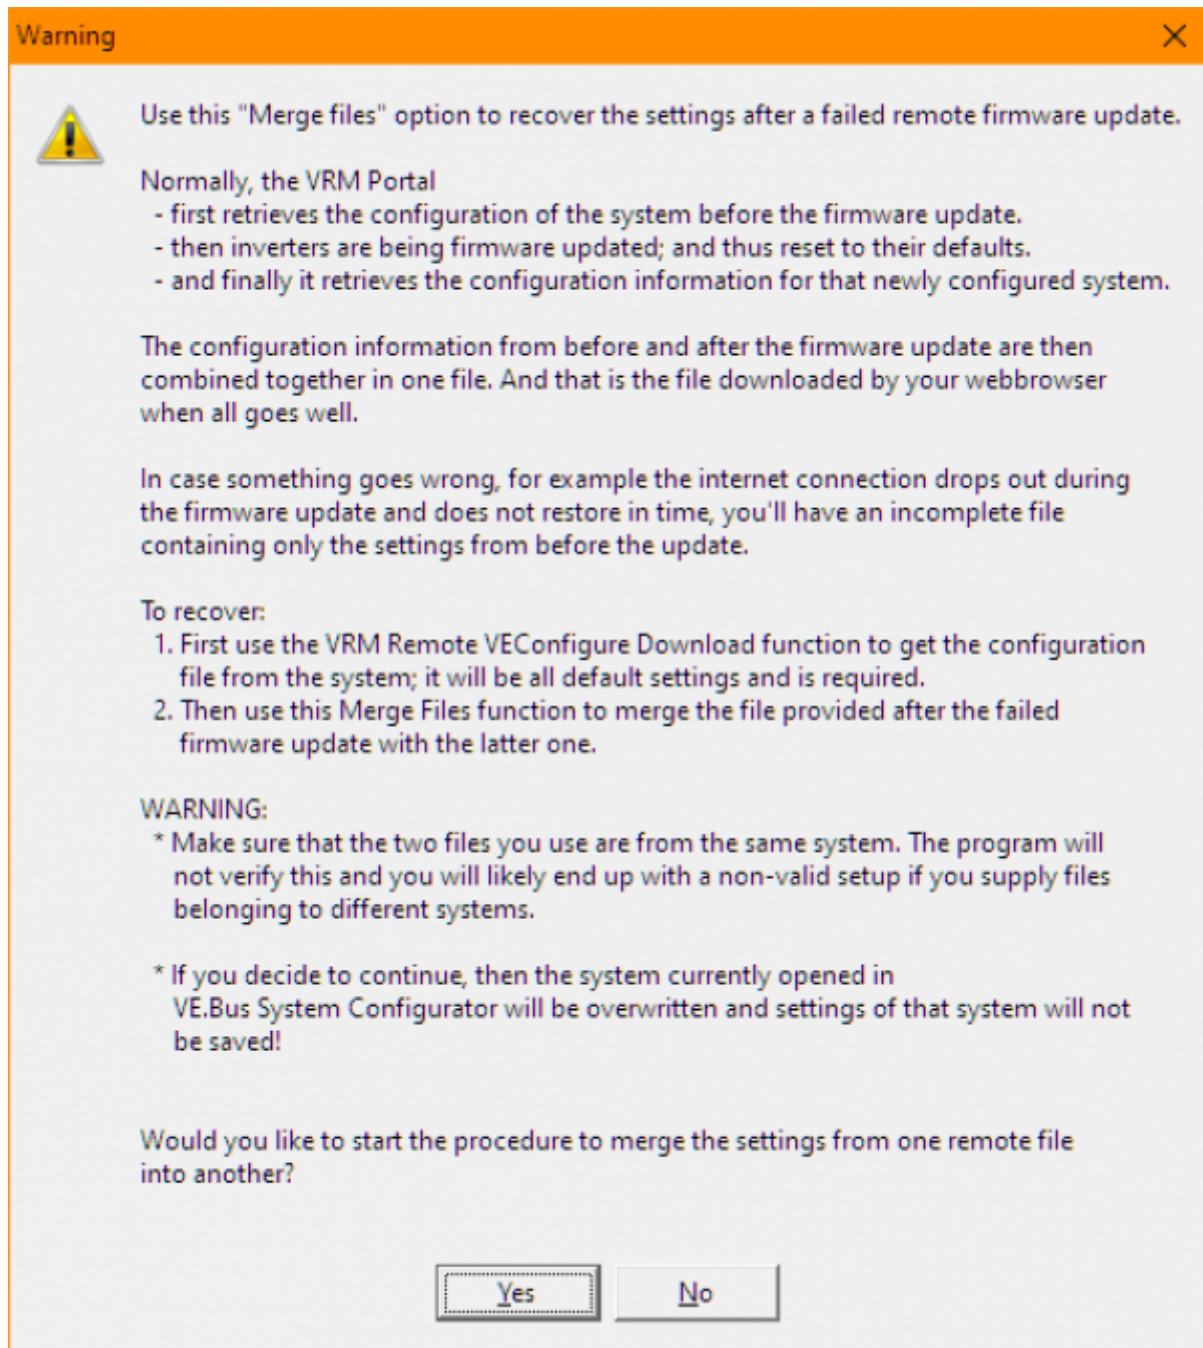 Warning
Use this "Merge files" option to recover the settings after a failed remote firmware update.
Normally, the VRM Portal
- first retrieves the configuration of the system before the firmware update.
- then inverters are being firmware updated; and thus reset to their defaults.
- and finally it retrieves the configuration information for that newly configured system.
The configuration information from before and after the firmware update are then
combined together in one file. And that is the file downloaded by your webbrowser
when all goes well.
In case something goes wrong, for example the internet connection drops out during
the firmware update and does not restore in time, you'll have an incomplete file
containing only the settings from before the update.
To recover:
1. First use the VRM Remote VEConfigure Download function to get the configuration
file from the system; it will be all default settings and is required.
2. Then use this Merge Files function to merge the file provided after the failed
firmware update with the latter one.
WARNING:
* Make sure that the two files you use are from the same system. The program will
not verify this and you will likely end up with a non-valid setup if you supply files
belonging to different systems.
* If you decide to continue, then the system currently opened in
VE.Bus System Configurator will be overwritten and settings of that system will not
be saved!
Would you like to start the procedure to merge the settings from one remote file
into another?
Yes No